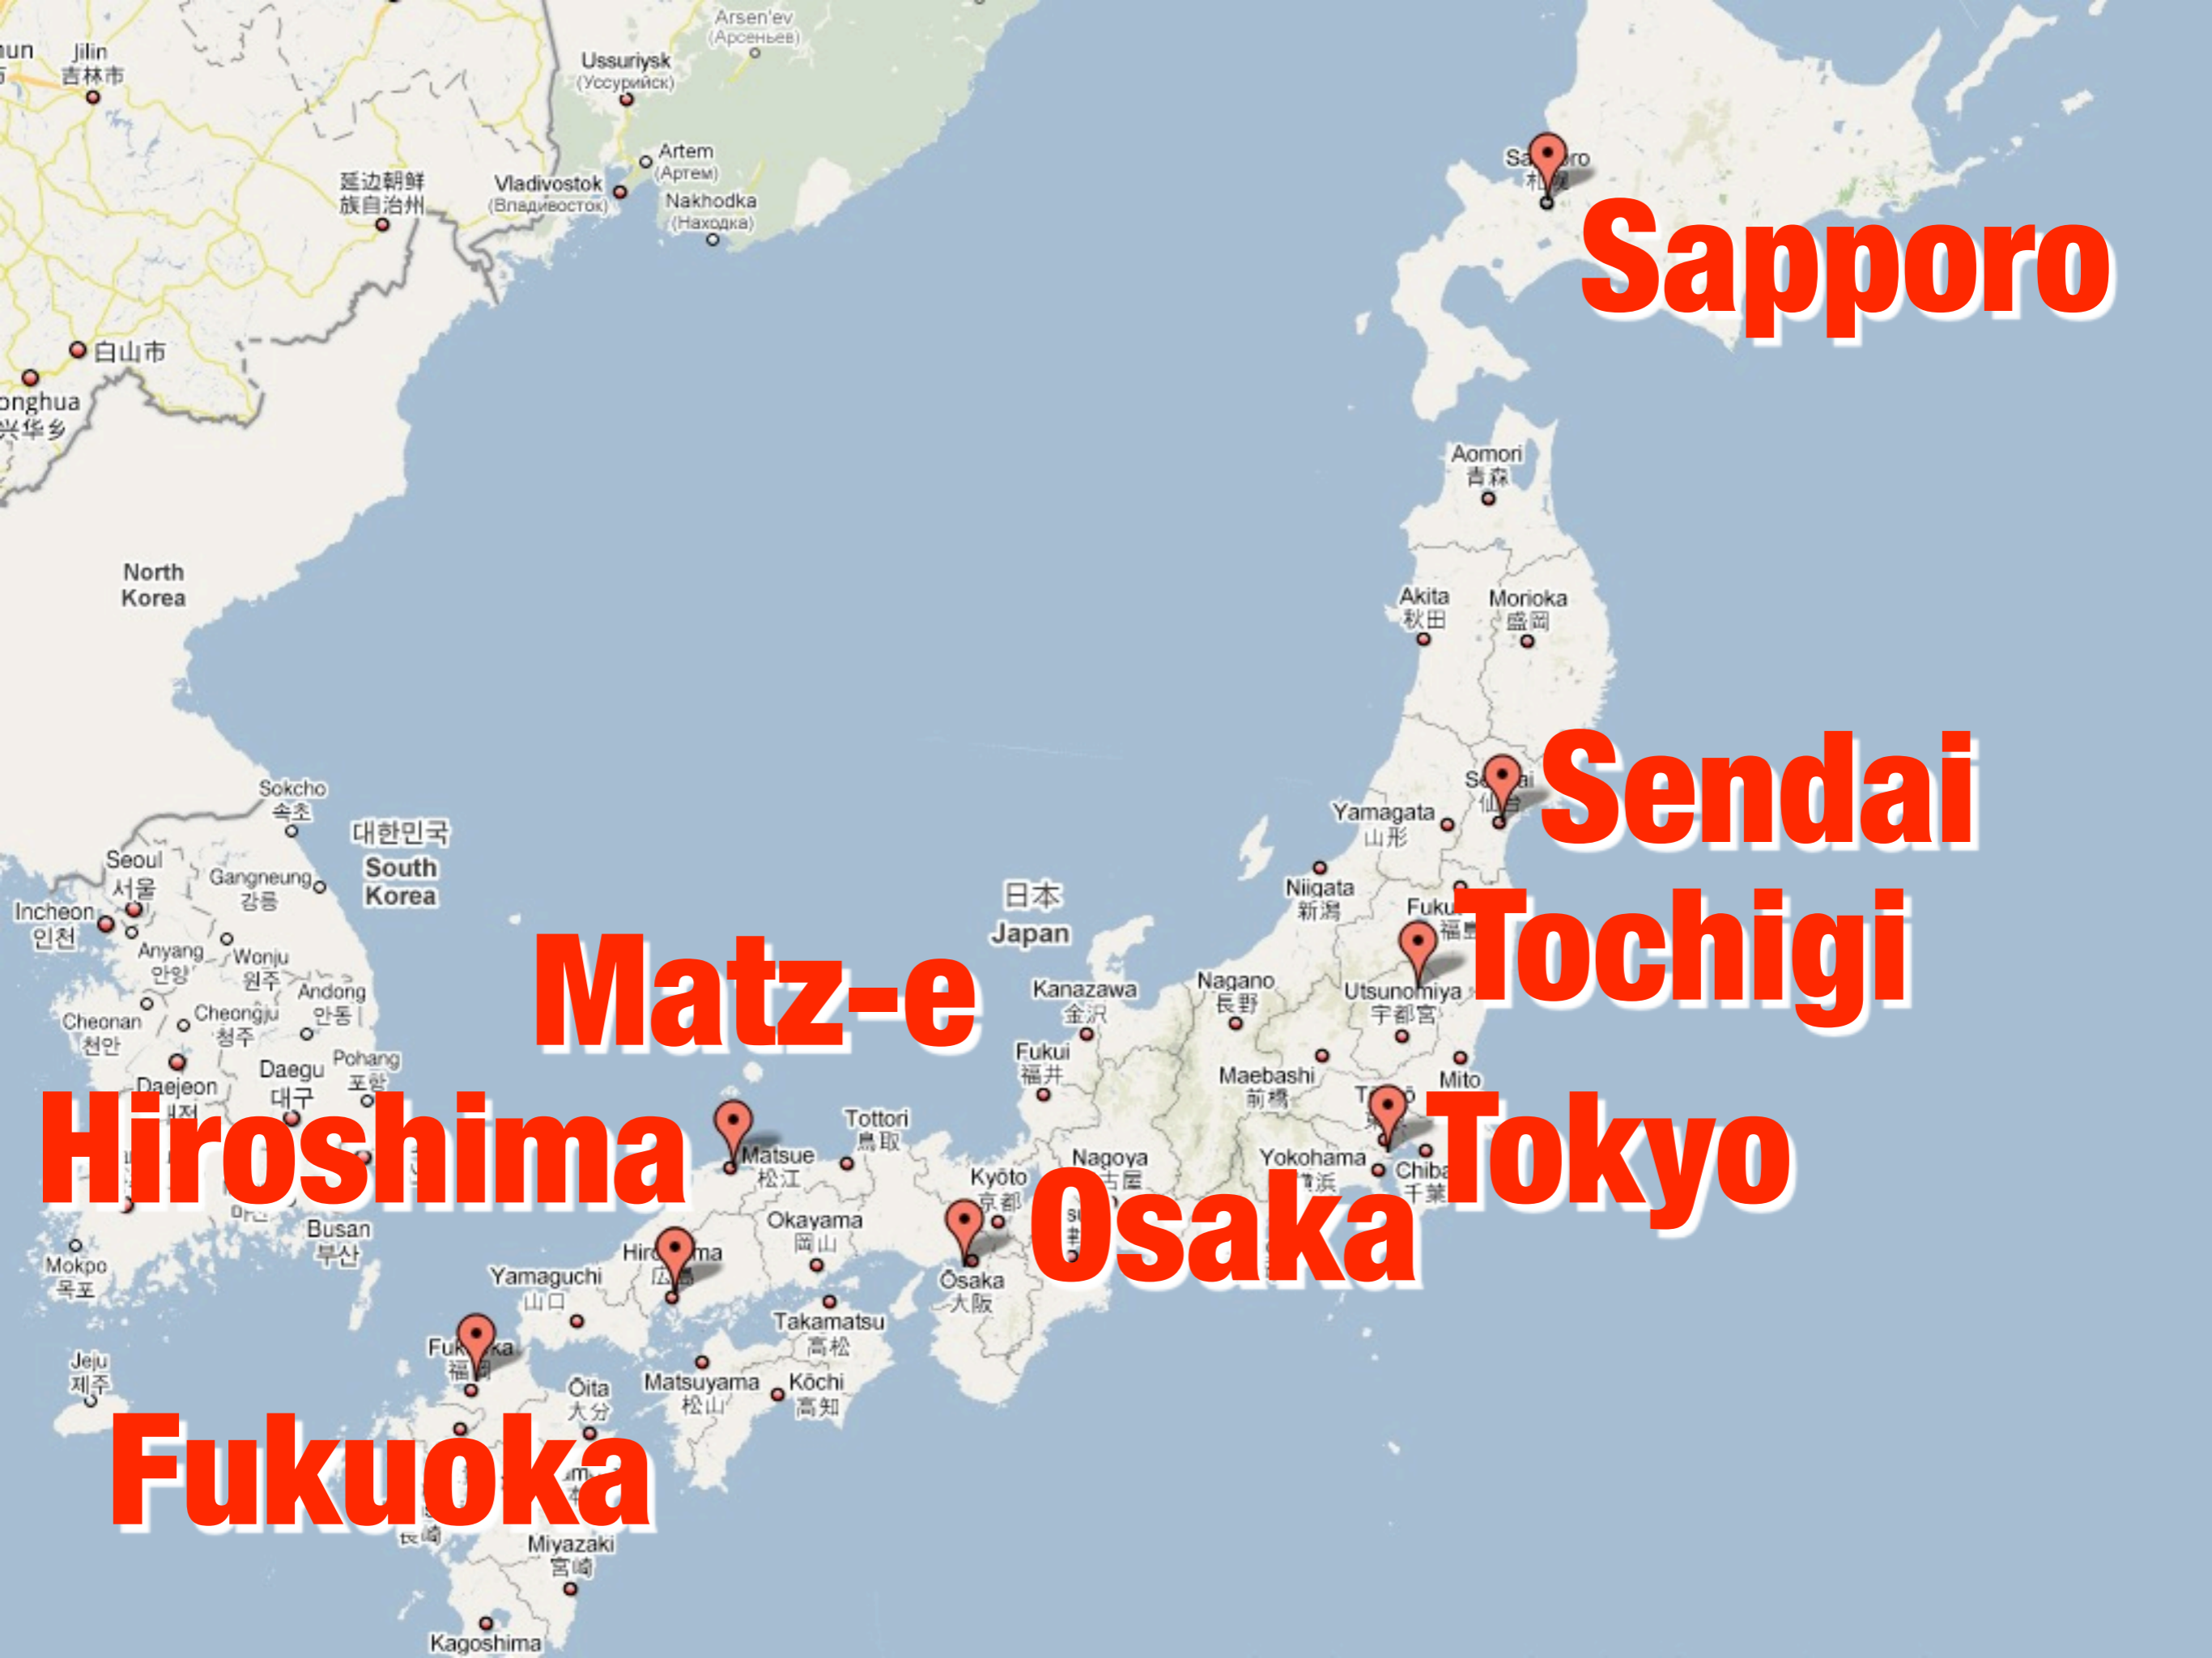 Arsen'ev
(Арсеньев)
Jilin
吉林市
Ussuriysk
(Уссурийск)
Artem
(Артем)
延边朝鲜
族自治州
Vladivostok
(Владивосток)
Nakhodka
(Находка)
Sapporo
白山市
兴华乡
Aomori
青森
North
Korea
Akita
秋田
Morioka
盛岡
Sokcho
속초
대한민국
South
Korea
Sendai
Yamagata
山形
Seoul
서울
Gangneung
강릉
Incheon
인천
Niigata
新潟
日本
Japan
Tochigi
Anyang
안양
Wonju
원주
Matz-e
Andong
안동
Kanazawa
金沢
Nagano
長野
Utsunomiya
宇都宮
Cheonan
천안
Cheongju
청주
Fukui
福井
Daegu
대구
Pohang
포항
Daejeon
Maebashi
前橋
Mito
Hiroshima
Tokyo
Tottori
鳥取
Matsue
松江
Nagoya
Yokohama
Kyōto
京都
Osaka
Okayama
岡山
Busan
부산
Mokpo
목포
Yamaguchi
山口
Ōsaka
大阪
Takamatsu
高松
Jeju
제주
Ōita
大分
Matsuyama
松山
Kōchi
高知
Fukuoka
長崎
Miyazaki
宮崎
Kagoshima